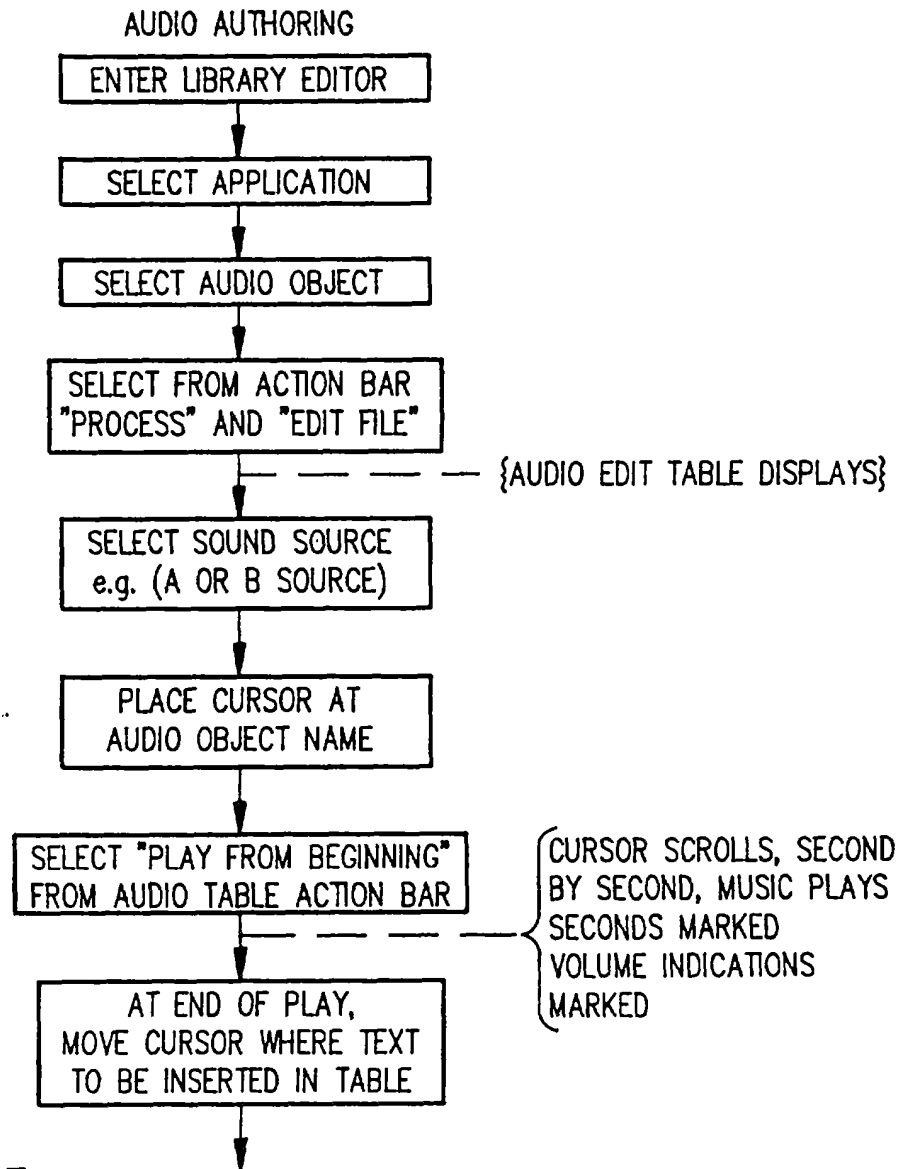 AUDIO AUTHORING
ENTER LIBRARY EDITOR
SELECT APPLICATION
SELECT AUDIO OBJECT
SELECT FROM ACTION BAR
"PROCESS" AND "EDIT FILE"
{AUDIO EDIT TABLE DISPLAYS}
SELECT SOUND SOURCE
e.g. (A OR B SOURCE)
PLACE CURSOR AT
AUDIO OBJECT NAME
SELECT "PLAY FROM BEGINNING"
FROM AUDIO TABLE ACTION BAR
CURSOR SCROLLS, SECOND
BY SECOND, MUSIC PLAYS
SECONDS MARKED
VOLUME INDICATIONS
MARKED
AT END OF PLAY,
MOVE CURSOR WHERE TEXT
TO BE INSERTED IN TABLE